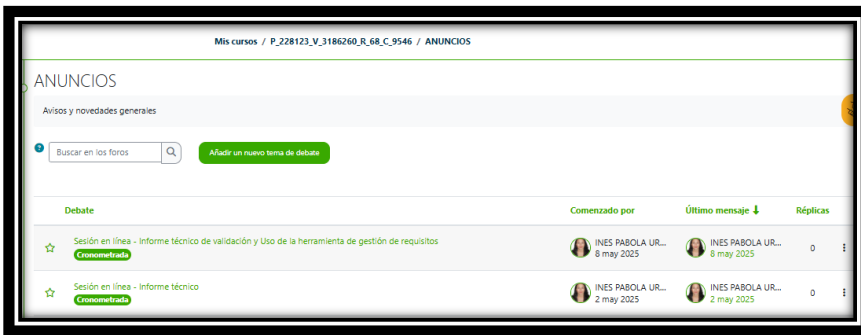 Mis cursos / P_228123_V_3186260_R_68_C_9546 / ANUNCIOS
ANUNCIOS
Avisos y novedades generales
Buscar en los foros
Añadir un nuevo tema de debate
Debate Comenzado por Último mensaje ↓ Réplicas
Sesión en línea - Informe técnico de validación y Uso de la herramienta de gestión de requisitos INES PABOLA UR... INES PABOLA UR... 0
Cronometrada 8 may 2025 8 may 2025
Sesión en línea - Informe técnico INES PABOLA UR... INES PABOLA UR... 0
Cronometrada 2 may 2025 2 may 2025